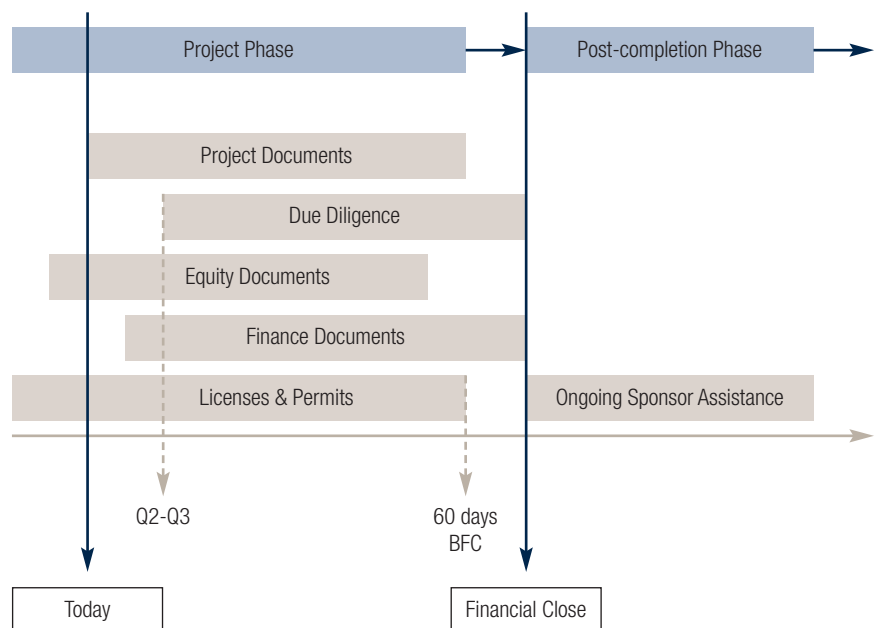 Project Phase
Post-completion Phase
Project Documents
Due Diligence
Equity Documents
Finance Documents
Licenses & Permits
Ongoing Sponsor Assistance
Q2-Q3
60 days
BFC
Today
Financial Close